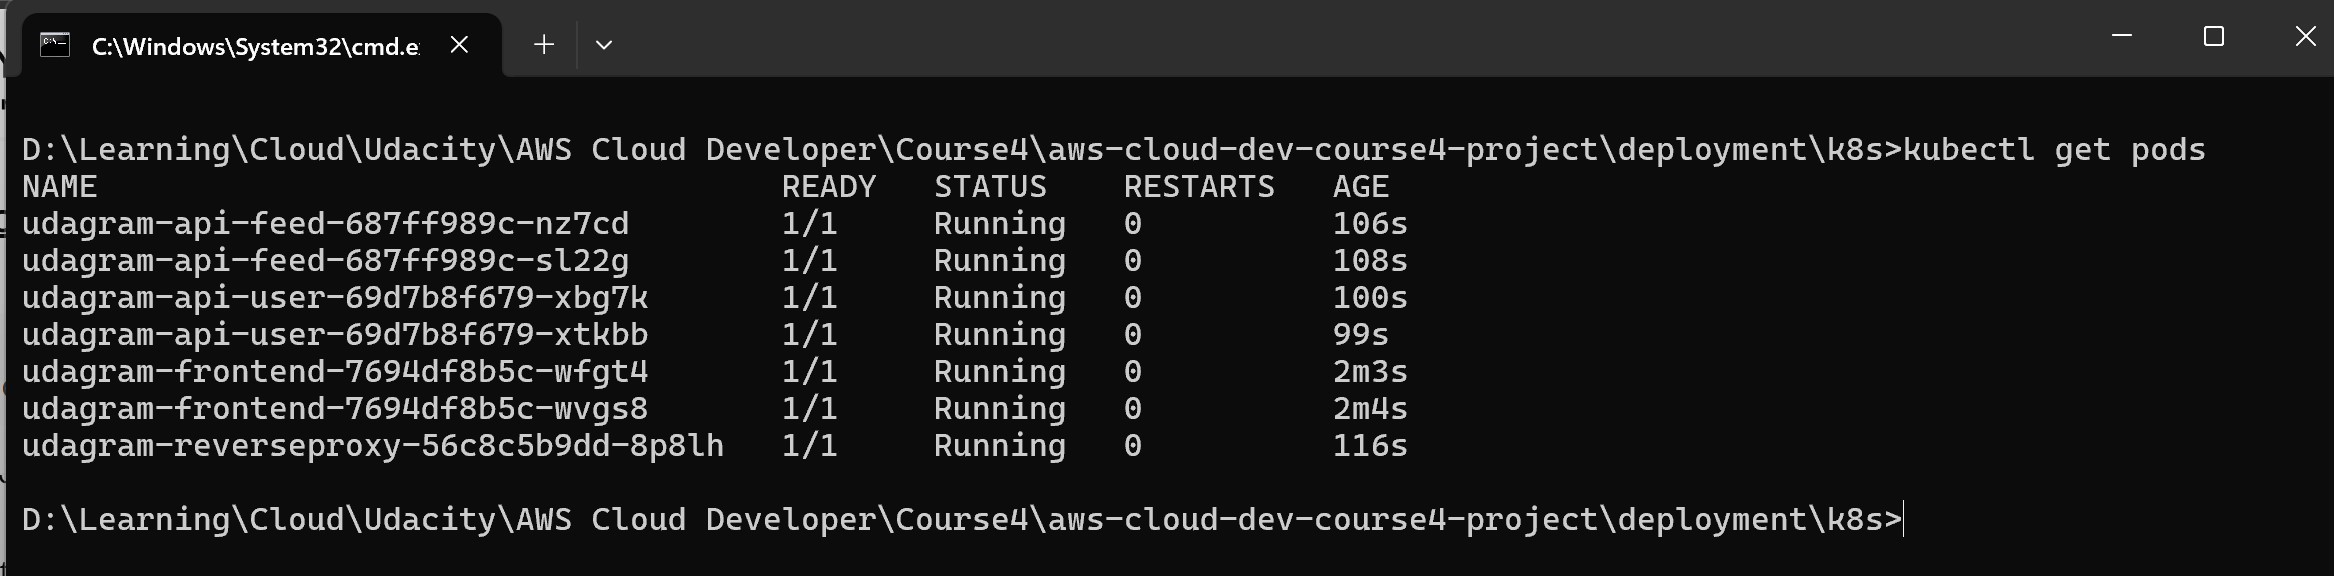 C:\Windows\System32\cmd.e
D:\Learning\Cloud\Udacity\AWS Cloud Developer\Course4\aws-cloud-dev-course4-project\deployment\k8s>kubectl get pods
NAME READY STATUS RESTARTS AGE
udagram-api-feed-687ff989c-nz7cd 1/1 Running 0 106s
udagram-api-feed-687ff989c-sl22g 1/1 Running 0 108s
udagram-api-user-69d7b8f679-xbg7k 1/1 Running 0 100s
udagram-api-user-69d7b8f679-xtkbb 1/1 Running 0 99s
udagram-frontend-7694df8b5c-wfgt4 1/1 Running 0 2m3s
udagram-frontend-7694df8b5c-wvgs8 1/1 Running 0 2m4s
udagram-reverseproxy-56c8c5b9dd-8p8lh 1/1 Running 0 116s
D:\Learning\Cloud\Udacity\AWS Cloud Developer\Course4\aws-cloud-dev-course4-project\deployment\k8s>